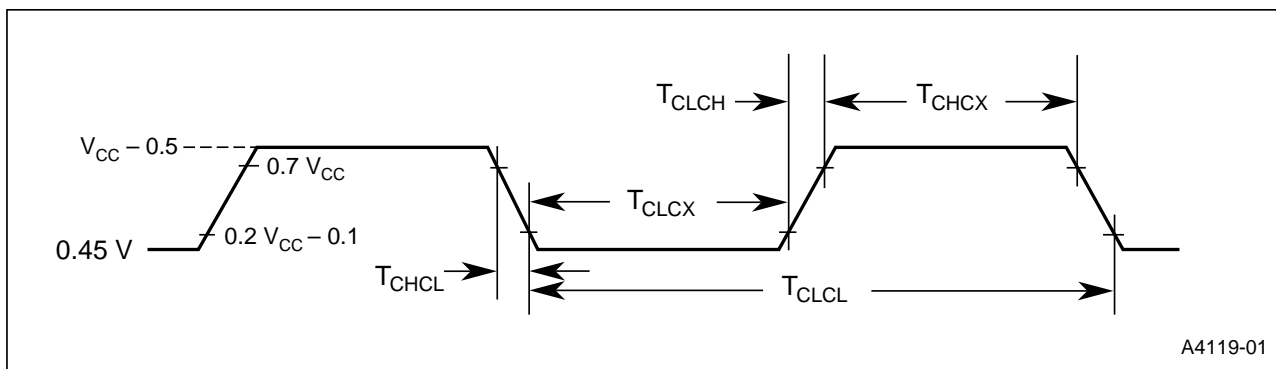 T_CLCH
T_CHCX
V_CC – 0.5
0.7 V_CC
T_CLCX
0.2 V_CC – 0.1
0.45 V
T_CHCL
T_CLCL
A4119-01